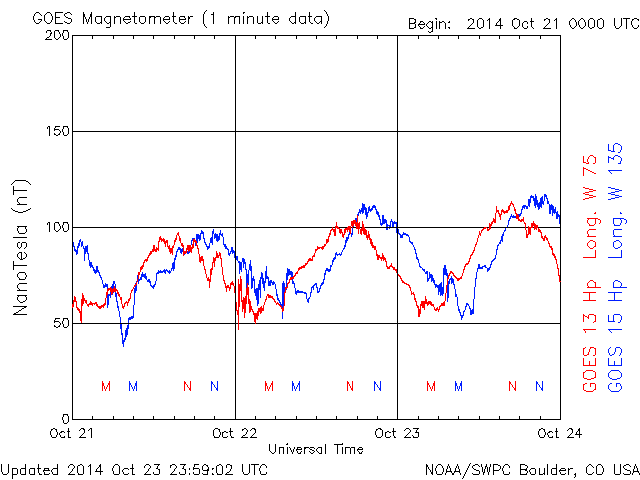 GOES Magnetometer (1 minute data)
Begin: 2014 Oct 21 0000 UTC
200
150
100
50
0
NanoTesla (nT)
M M N N M M N N M M N N
Oct 21 Oct 22 Oct 23 Oct 24
Universal Time
GOES 13 Hp Long. W 75
GOES 15 Hp Long. W 135
Updated 2014 Oct 23 23:59:02 UTC
NOAA/SWPC Boulder, CO USA